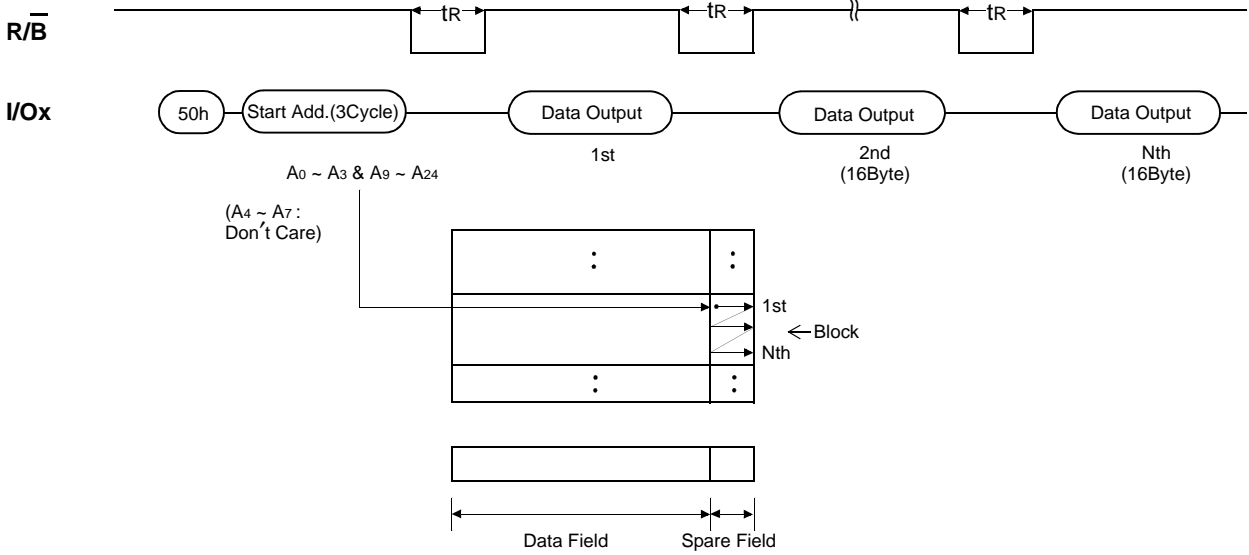 R/B
tR
tR
tR
I/Ox
50h
Start Add.(3Cycle)
Data Output
Data Output
Data Output
1st
2nd
(16Byte)
Nth
(16Byte)
A0 ~ A3 & A9 ~ A24
(A4 ~ A7 :
Don′t Care)
1st
Block
Nth
Data Field
Spare Field